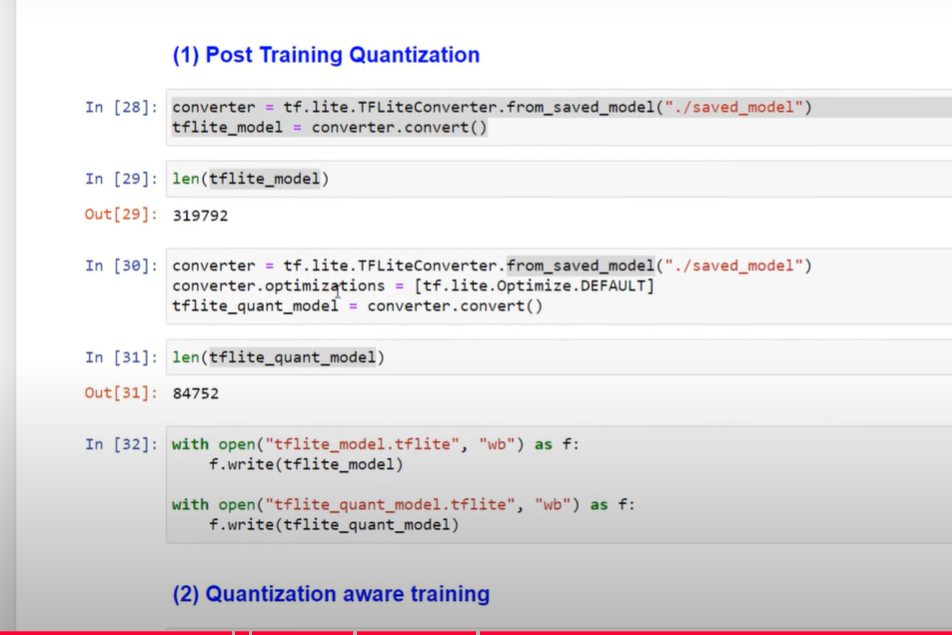 (1) Post Training Quantization
In [28]: converter = tf.lite.TFLiteConverter.from_saved_model("./saved_model")
tflite_model = converter.convert()
In [29]: len(tflite_model)
Out[29]: 319792
In [30]: converter = tf.lite.TFLiteConverter.from_saved_model("./saved_model")
converter.optimizations = [tf.lite.Optimize.DEFAULT]
tflite_quant_model = converter.convert()
In [31]: len(tflite_quant_model)
Out[31]: 84752
In [32]: with open("tflite_model.tflite", "wb") as f:
    f.write(tflite_model)
with open("tflite_quant_model.tflite", "wb") as f:
    f.write(tflite_quant_model)
(2) Quantization aware training